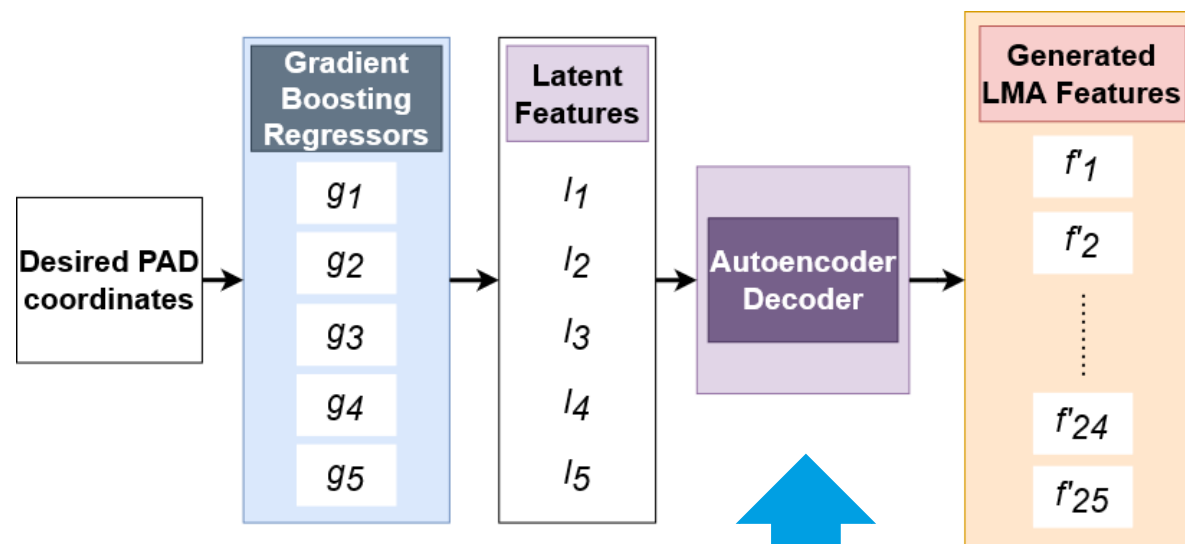 Desired PAD
coordinates
Gradient
Boosting
Regressors
g1
g2
g3
g4
g5
Latent
Features
l1
l2
l3
l4
l5
Autoencoder
Decoder
Generated
LMA Features
f'1
f'2
f'24
f'25